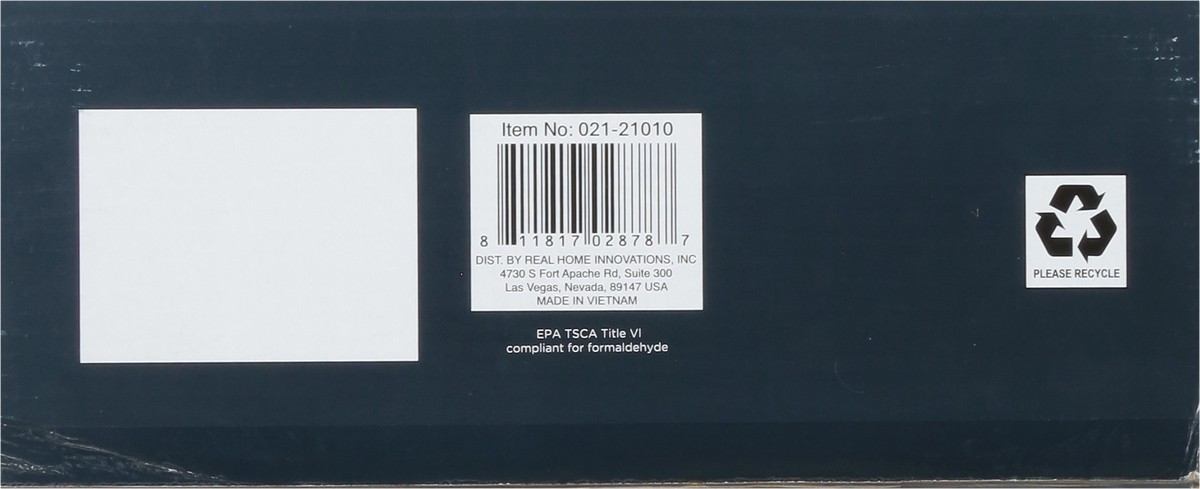 Item No: 021-21010
8 11817 02878 7
DIST. BY REAL HOME INNOVATIONS, INC
4730 S Fort Apache Rd, Suite 300
Las Vegas, Nevada, 89147 USA
MADE IN VIETNAM
EPA TSCA Title VI
compliant for formaldehyde
PLEASE RECYCLE